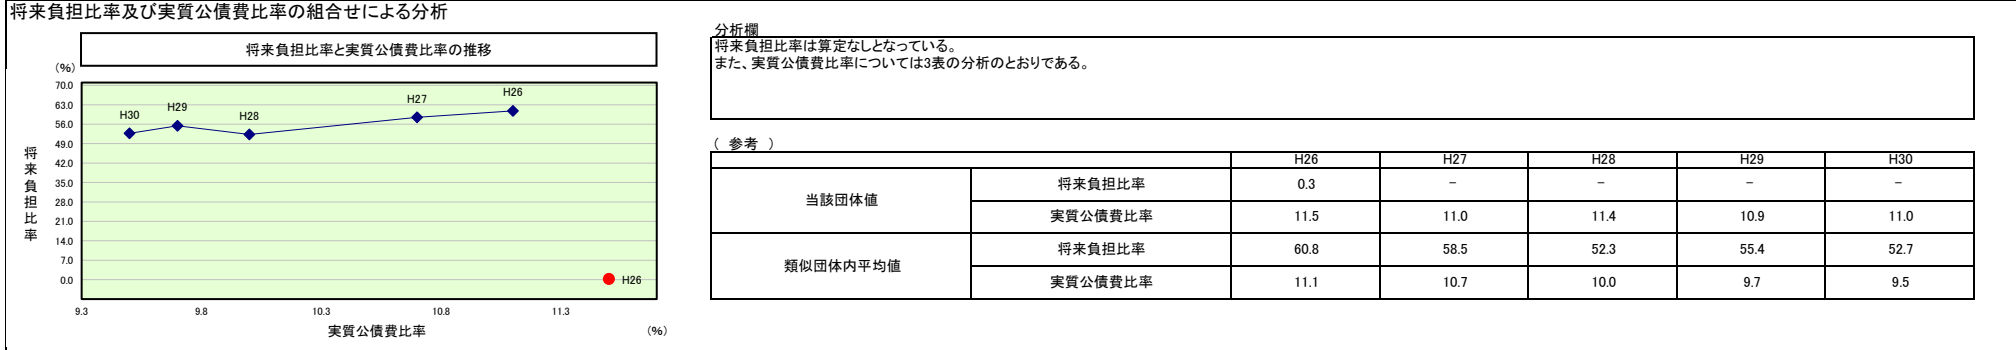 将来負担比率及び実質公債費比率の組合せによる分析
将来負担比率と実質公債費比率の推移
(%)
70.0
63.0
56.0
49.0
42.0
35.0
28.0
21.0
14.0
7.0
0.0
将来負担比率
H30
H29
H28
H27
H26
H26
9.3 9.8 10.3 10.8 11.3
実質公債費比率
(%)
分析欄
将来負担比率は算定なしとなっている。
また、実質公債費比率については3表の分析のとおりである。
( 参考 )
H26 H27 H28 H29 H30
当該団体値
将来負担比率 0.3 − − − −
実質公債費比率 11.5 11.0 11.4 10.9 11.0
類似団体内平均値
将来負担比率 60.8 58.5 52.3 55.4 52.7
実質公債費比率 11.1 10.7 10.0 9.7 9.5